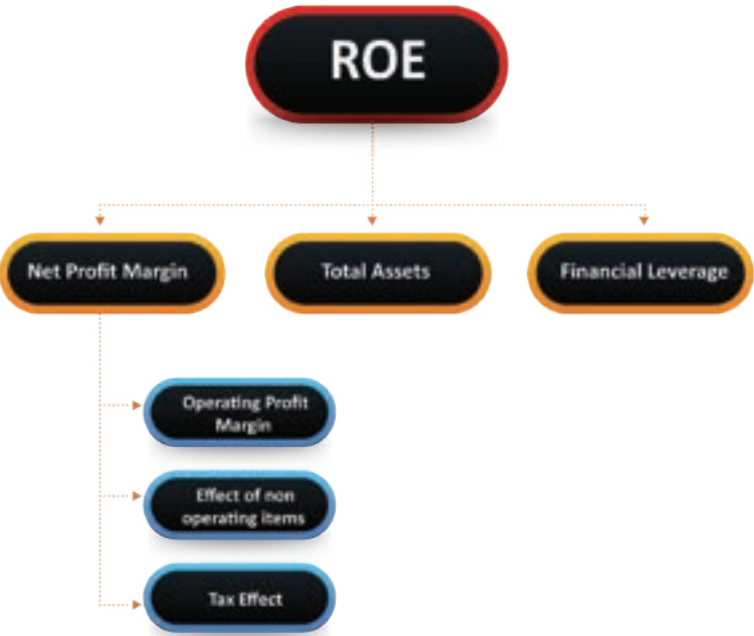 ROE
Net Profit Margin
Total Assets
Financial Leverage
Operating Profit
Margin
Effect of non
operating items
Tax Effect